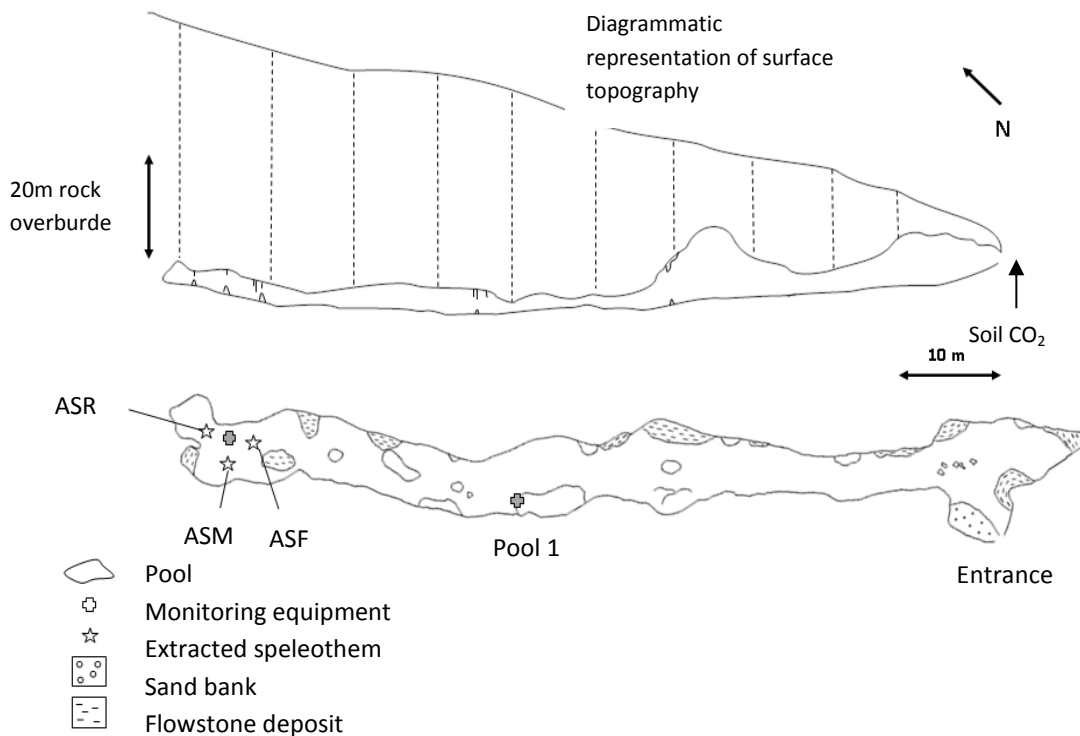 Diagrammatic
representation of surface
topography
N
20m rock
overburde
Soil CO₂
10 m
ASR
ASM
ASF
Pool 1
Entrance
Pool
Monitoring equipment
Extracted speleothem
Sand bank
Flowstone deposit